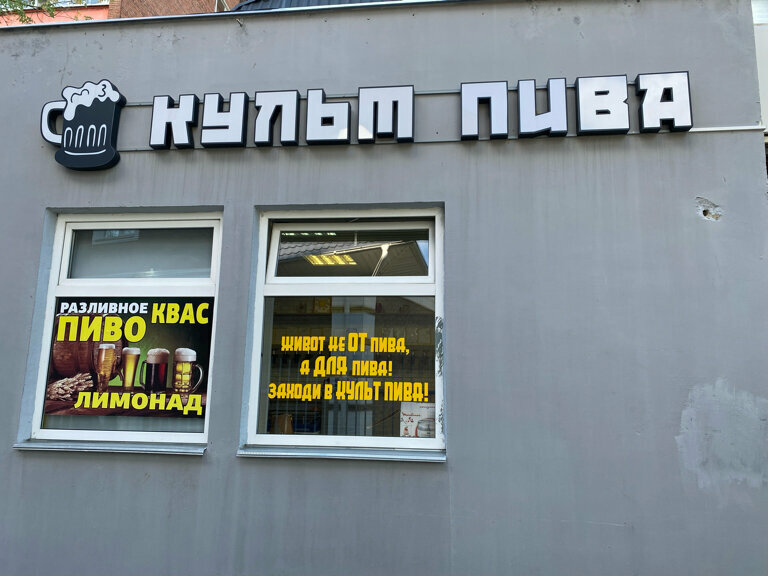 КУЛЬТ ПИВА
РАЗЛИВНОЕ КВАС
ПИВО
ЛИМОНАД
ЖИВОТ НЕ ОТ ПИВА,
А ДЛЯ ПИВА!
ЗАХОДИ В КУЛЬТ ПИВА!